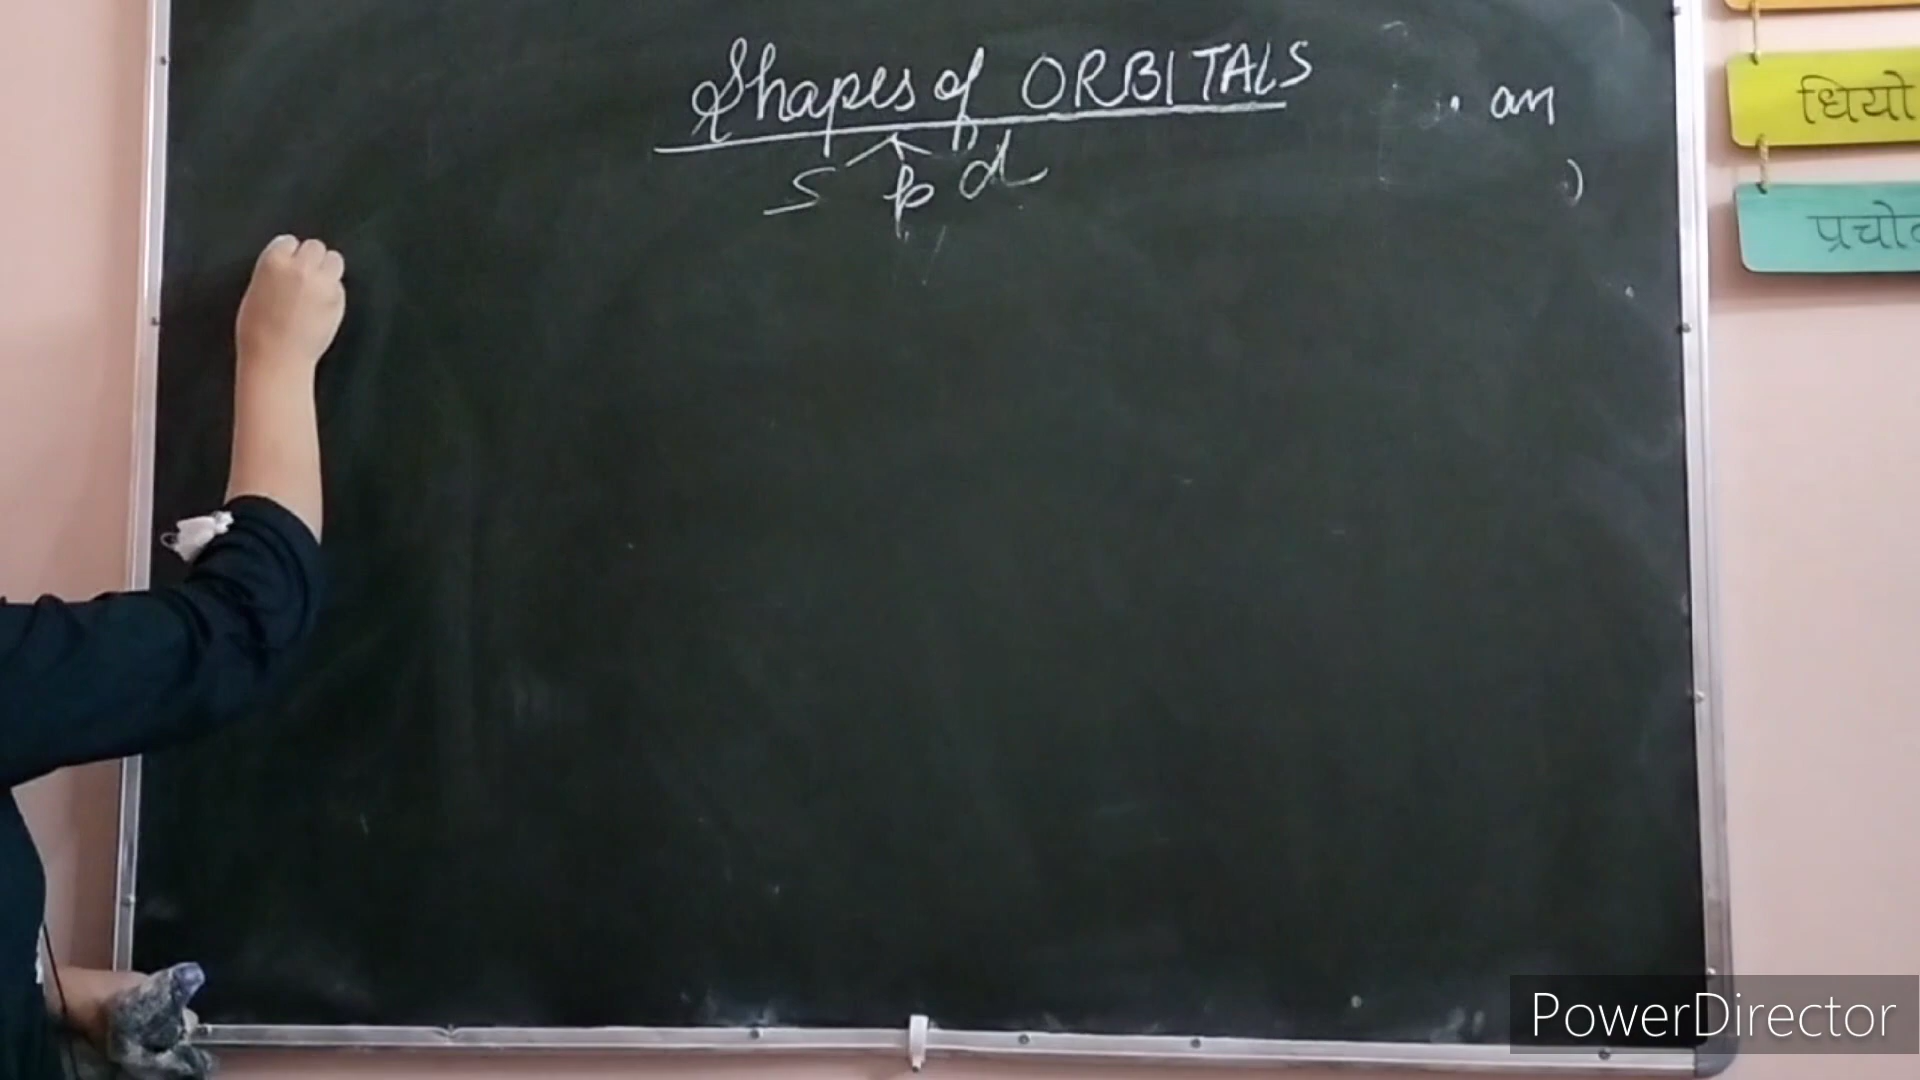 Shapes of ORBITALS
s p d
an
)
धियो
प्रचो
PowerDirector